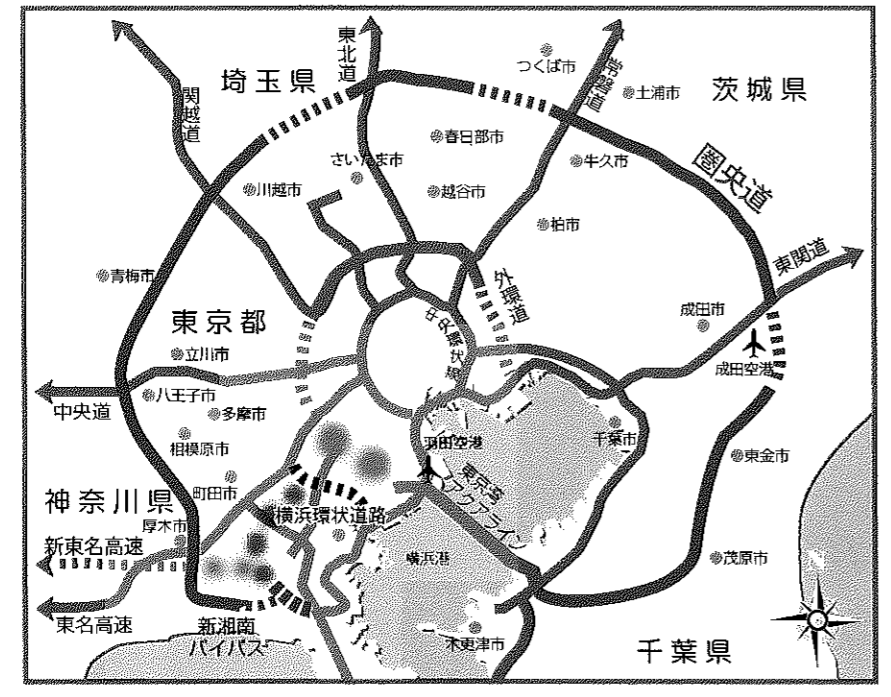 東北道
つくば市
常磐道
土浦市
埼玉県
茨城県
関越道
春日部市
さいたま市
牛久市
圏央道
川越市
越谷市
柏市
東関道
青梅市
外環道
成田市
東京都
中央環状線
立川市
成田空港
中央道
八王子市
多摩市
相模原市
羽田空港
千葉市
東金市
町田市
東京湾
アクアライン
神奈川県
横浜環状道路
厚木市
新東名高速
横浜港
茂原市
東名高速
新湘南
バイパス
木更津市
千葉県